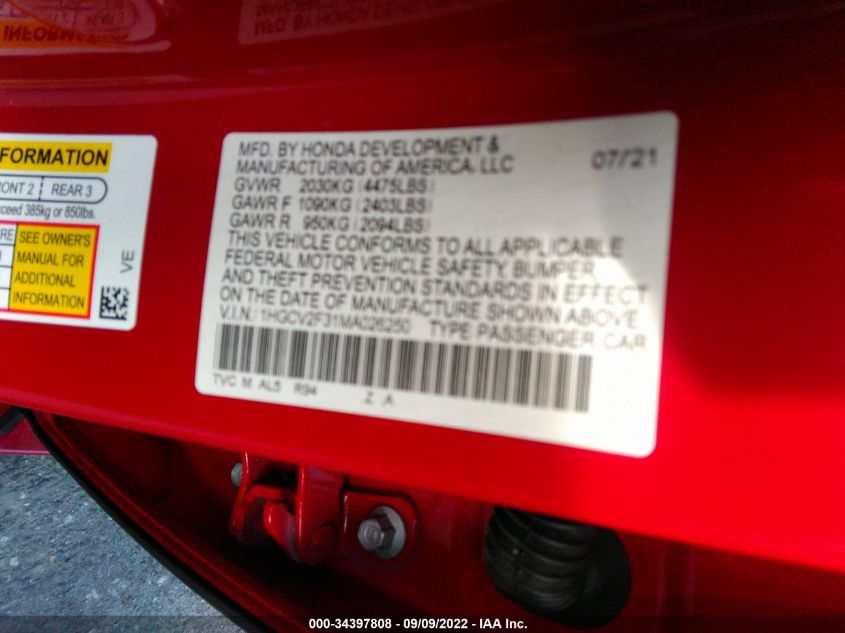 FORMATION
FRONT 2 REAR 3
exceed 385kg or 850lbs.
SEE OWNER'S
MANUAL FOR
ADDITIONAL
INFORMATION
VE
MFD. BY HONDA DEVELOPMENT &
MANUFACTURING OF AMERICA, LLC 07/21
GVWR 2030KG (4475LBS)
GAWR F 1090KG (2403LBS)
GAWR R 950KG (2094LBS)
THIS VEHICLE CONFORMS TO ALL APPLICABLE
FEDERAL MOTOR VEHICLE SAFETY, BUMPER,
AND THEFT PREVENTION STANDARDS IN EFFECT
ON THE DATE OF MANUFACTURE SHOWN ABOVE.
V.I.N.: 1HGCV2F31MA026250 TYPE PASSENGER CAR
TVC M AL5 R94 Z A
000-34397808 - 09/09/2022 - IAA Inc.